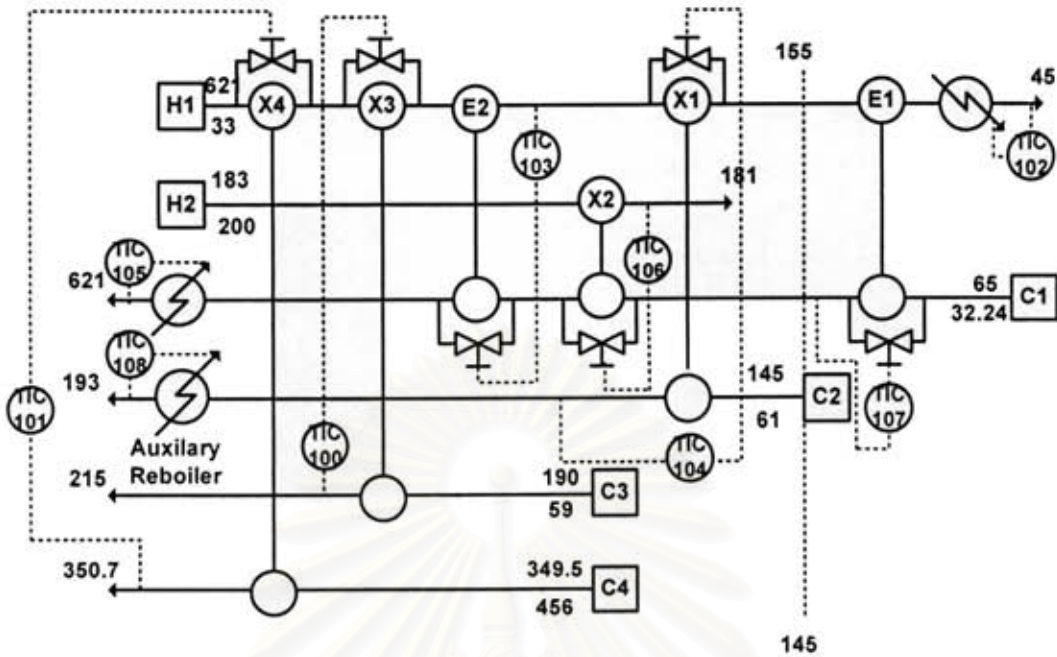 155
45
H1
621
33
X4
X3
E2
X1
E1
TIC
103
TIC
102
H2
183
200
X2
181
TIC
105
TIC
106
621
65
32.24
C1
TIC
108
193
145
61
C2
TIC
101
TIC
107
Auxilary
Reboiler
TIC
100
TIC
104
215
190
59
C3
350.7
349.5
456
C4
145